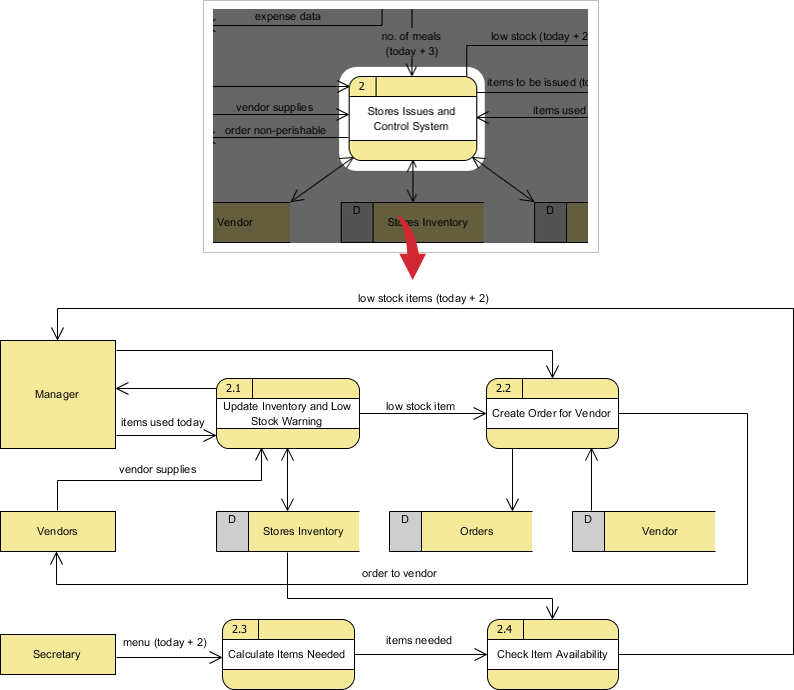 expense data
no. of meals
(today + 3)
low stock (today + 2
2
items to be issued (to
vendor supplies
Stores Issues and
Control System
items used
order non-perishable
Vendor
D
Stores Inventory
D
low stock items (today + 2)
Manager
2.1
Update Inventory and Low
Stock Warning
low stock item
2.2
Create Order for Vendor
items used today
vendor supplies
Vendors
D
Stores Inventory
D
Orders
D
Vendor
order to vendor
Secretary
menu (today + 2)
2.3
Calculate Items Needed
items needed
2.4
Check Item Availability